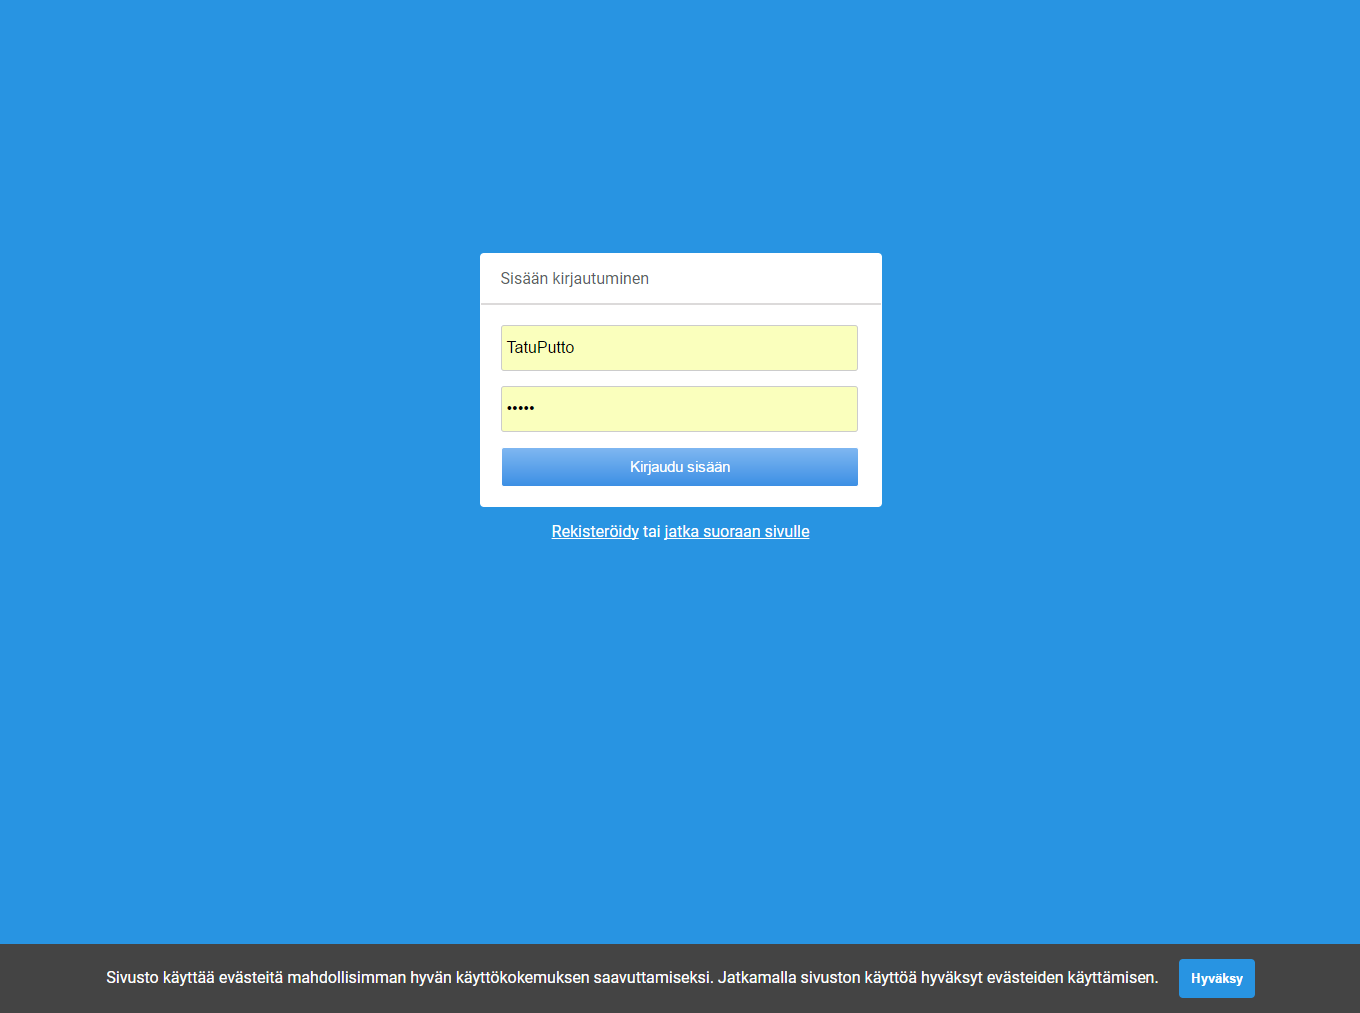 Sisään kirjautuminen
TatuPutto
•••••
Kirjaudu sisään
Rekisteröidy tai jatka suoraan sivulle
Sivusto käyttää evästeitä mahdollisimman hyvän käyttökokemuksen saavuttamiseksi. Jatkamalla sivuston käyttöä hyväksyt evästeiden käyttämisen.
Hyväksy